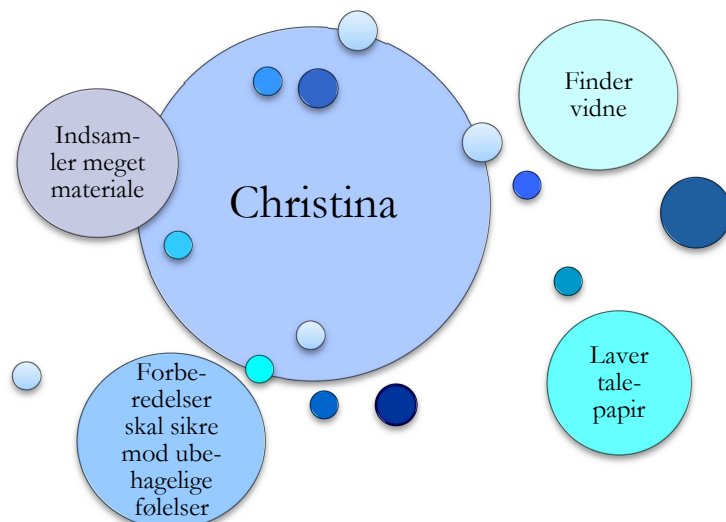 Christina
Finder
vidne
Indsam-
ler meget
materiale
Laver
tale-
papir
Forbe-
redelser
skal sikre
mod ube-
hagelige
følelser